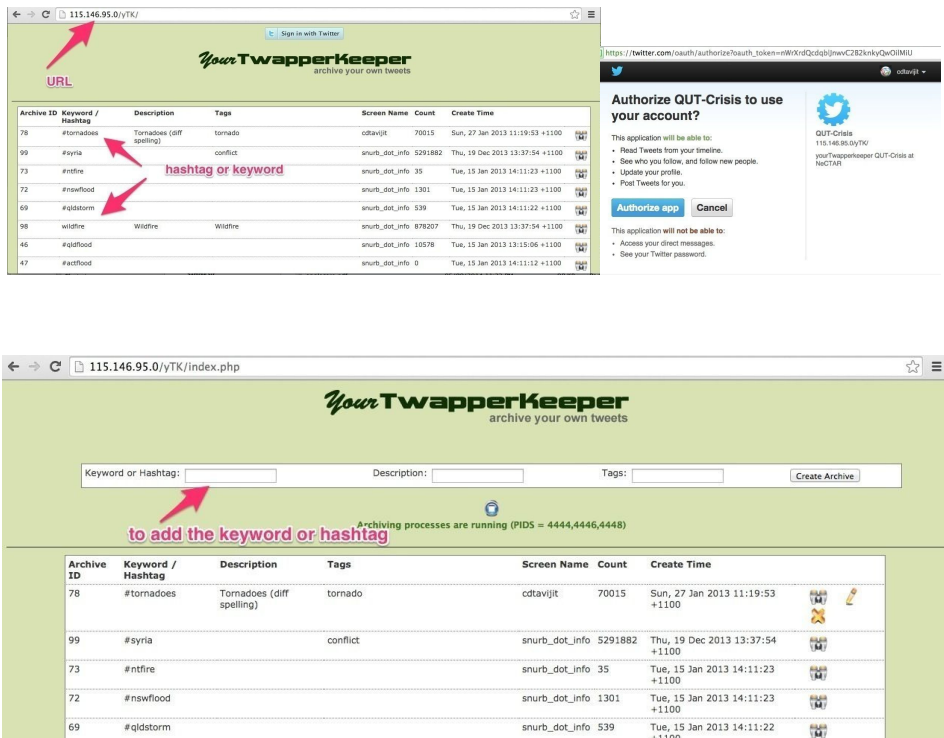 115.146.95.0/yTK/
Sign in with Twitter
Your TwapperKeeper
archive your own tweets
URL
Archive ID Keyword / Hashtag Description Tags Screen Name Count Create Time
78 #tornadoes Tornadoes (diff spelling) tornado cdtavijit 70015 Sun, 27 Jan 2013 11:19:53 +1100
99 #syria conflict snurb_dot_info 5291882 Thu, 19 Dec 2013 13:37:54 +1100
hashtag or keyword
73 #ntfire snurb_dot_info 35 Tue, 15 Jan 2013 14:11:23 +1100
72 #nswflood snurb_dot_info 1301 Tue, 15 Jan 2013 14:11:23 +1100
69 #qldstorm snurb_dot_info 539 Tue, 15 Jan 2013 14:11:22 +1100
98 wildfire Wildfire Wildfire snurb_dot_info 878207 Thu, 19 Dec 2013 13:37:54 +1100
46 #qldflood snurb_dot_info 10578 Tue, 15 Jan 2013 13:15:06 +1100
47 #actflood snurb_dot_info 0 Tue, 15 Jan 2013 14:11:12 +1100
cdtavijit
Authorize QUT-Crisis to use
your account?
This application will be able to:
Read Tweets from your timeline.
See who you follow, and follow new people.
Update your profile.
Post Tweets for you.
Authorize app Cancel
This application will not be able to:
Access your direct messages.
See your Twitter password.
QUT-Crisis
115.146.95.0/yTK/
yourTwapperkeeper QUT-Crisis at
NeCTAR
115.146.95.0/yTK/index.php
Your TwapperKeeper
archive your own tweets
Keyword or Hashtag: Description: Tags: Create Archive
to add the keyword or hashtag
Archiving processes are running (PIDS = 4444,4446,4448)
Archive ID Keyword / Hashtag Description Tags Screen Name Count Create Time
78 #tornadoes Tornadoes (diff spelling) tornado cdtavijit 70015 Sun, 27 Jan 2013 11:19:53 +1100
99 #syria conflict snurb_dot_info 5291882 Thu, 19 Dec 2013 13:37:54 +1100
73 #ntfire snurb_dot_info 35 Tue, 15 Jan 2013 14:11:23 +1100
72 #nswflood snurb_dot_info 1301 Tue, 15 Jan 2013 14:11:23 +1100
69 #qldstorm snurb_dot_info 539 Tue, 15 Jan 2013 14:11:22 +1100